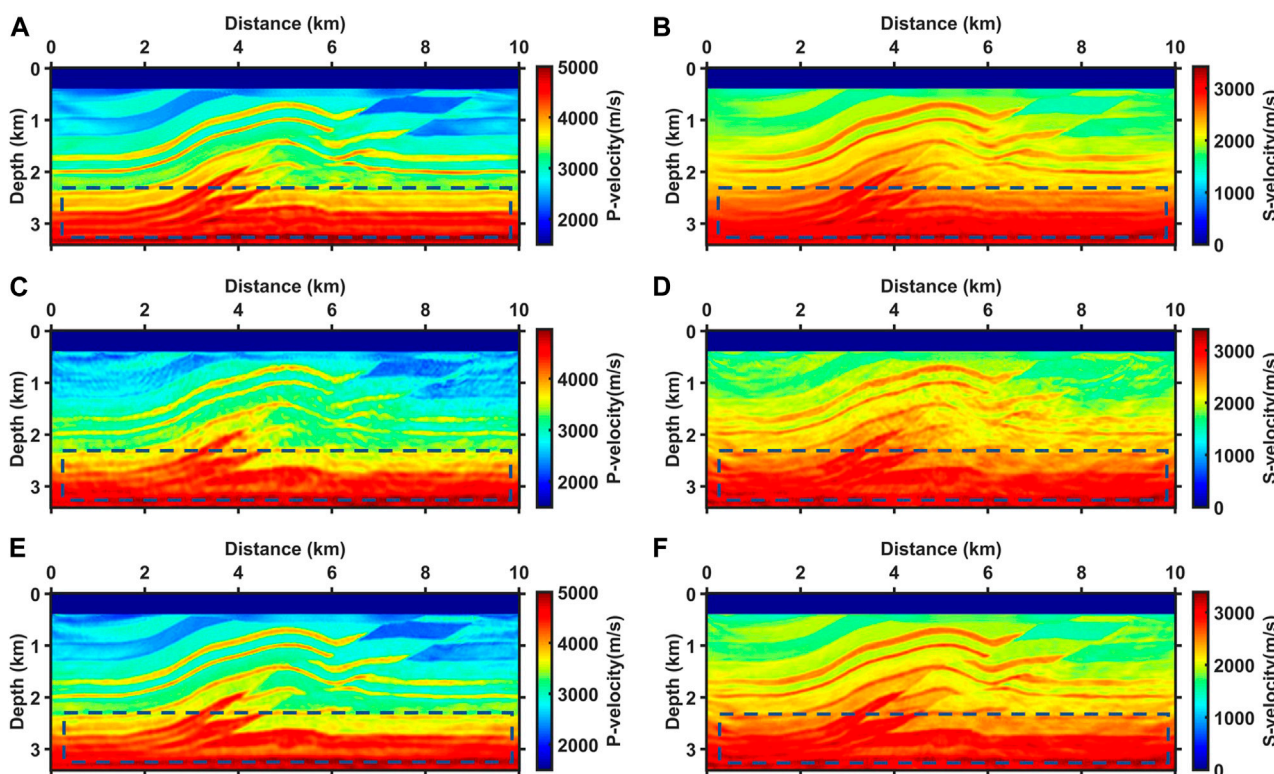 A
Distance (km)
0 2 4 6 8 10
Depth (km)
0
1
2
3
5000
4000
3000
2000
P-velocity(m/s)
B
Distance (km)
0 2 4 6 8 10
Depth (km)
0
1
2
3
3000
2000
1000
0
S-velocity(m/s)
C
Distance (km)
0 2 4 6 8 10
Depth (km)
0
1
2
3
4000
3000
2000
P-velocity(m/s)
D
Distance (km)
0 2 4 6 8 10
Depth (km)
0
1
2
3
3000
2000
1000
0
S-velocity(m/s)
E
Distance (km)
0 2 4 6 8 10
Depth (km)
0
1
2
3
5000
4000
3000
2000
P-velocity(m/s)
F
Distance (km)
0 2 4 6 8 10
Depth (km)
0
1
2
3
3000
2000
1000
0
S-velocity(m/s)